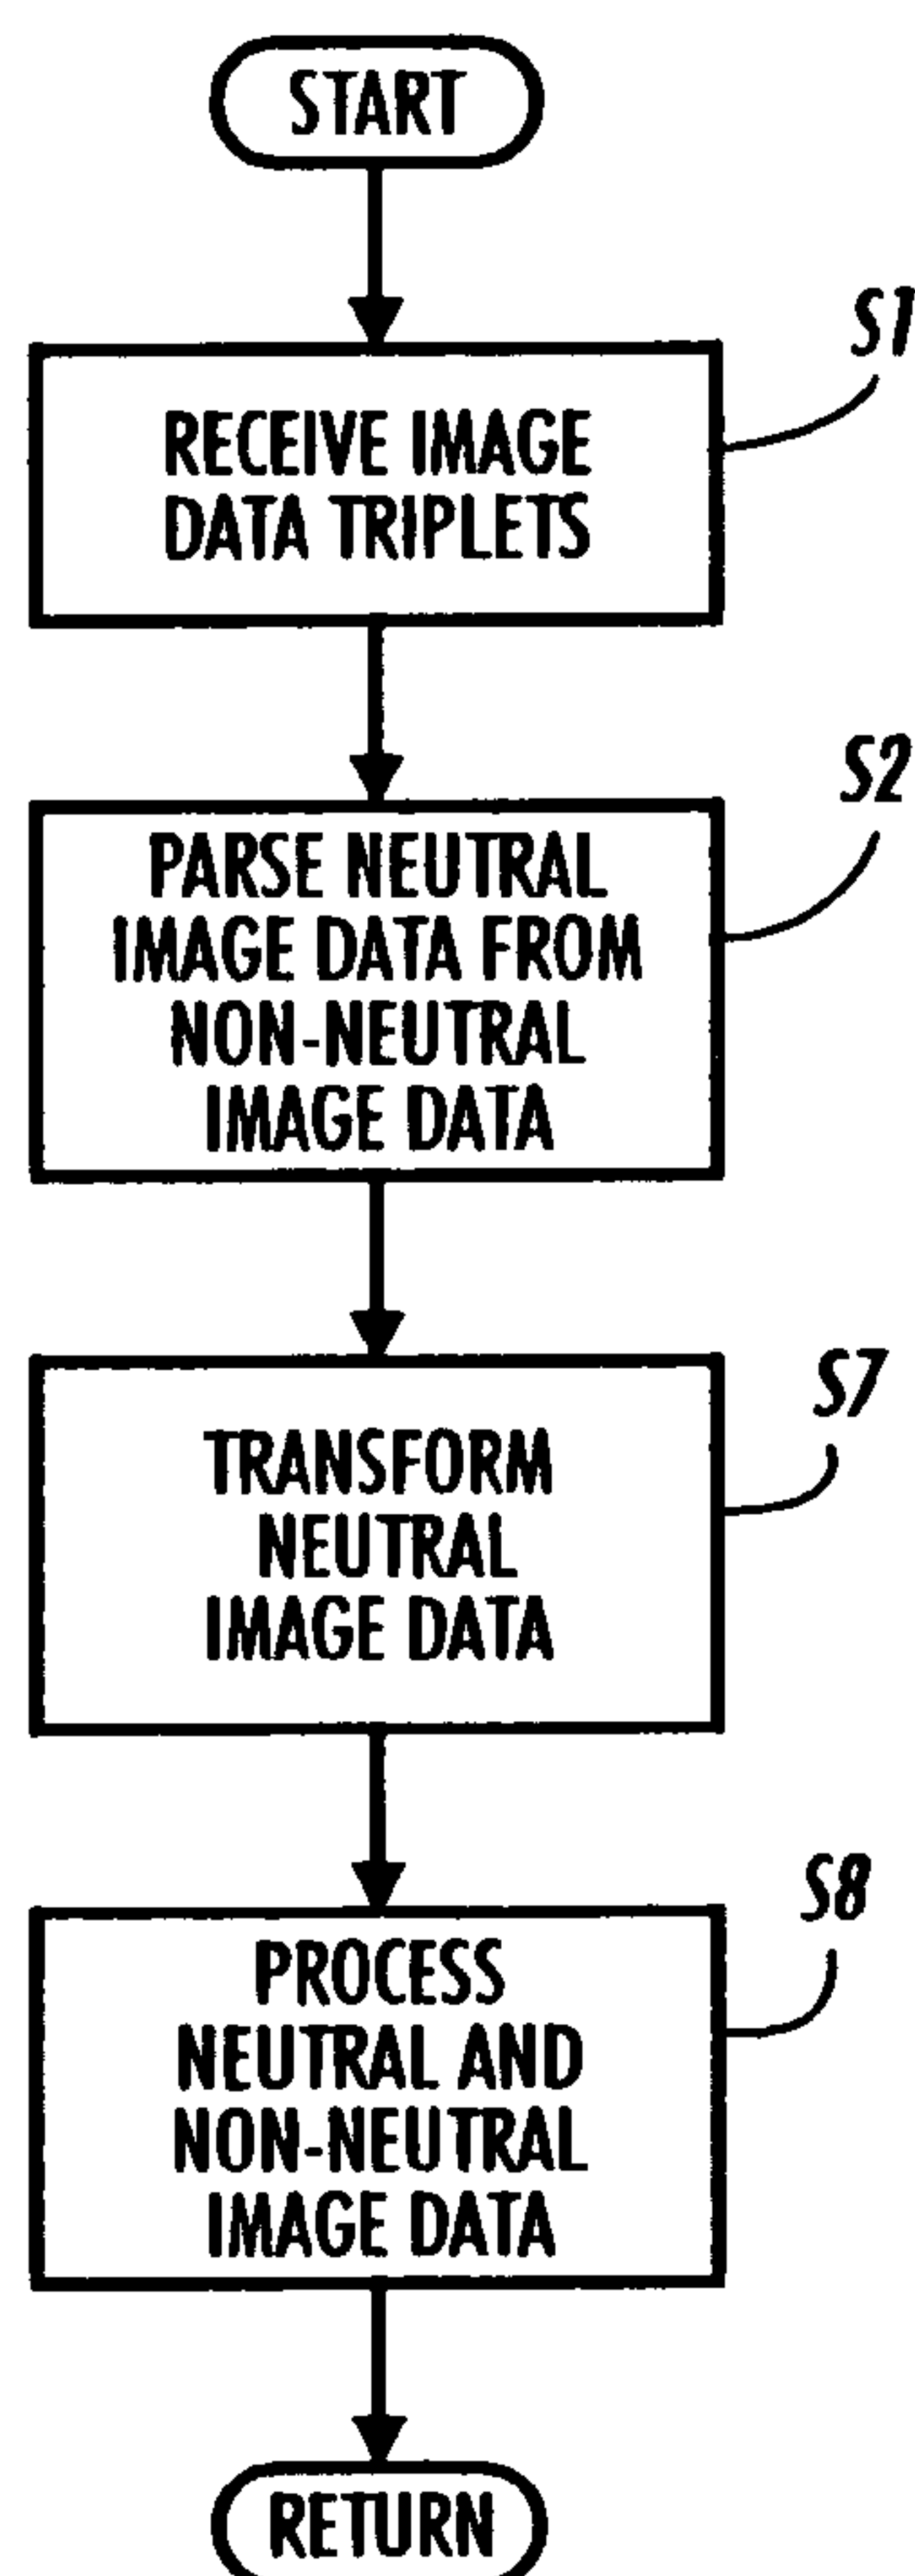 START
S1
RECEIVE IMAGE
DATA TRIPLETS
S2
PARSE NEUTRAL
IMAGE DATA FROM
NON-NEUTRAL
IMAGE DATA
S7
TRANSFORM
NEUTRAL
IMAGE DATA
S8
PROCESS
NEUTRAL AND
NON-NEUTRAL
IMAGE DATA
RETURN